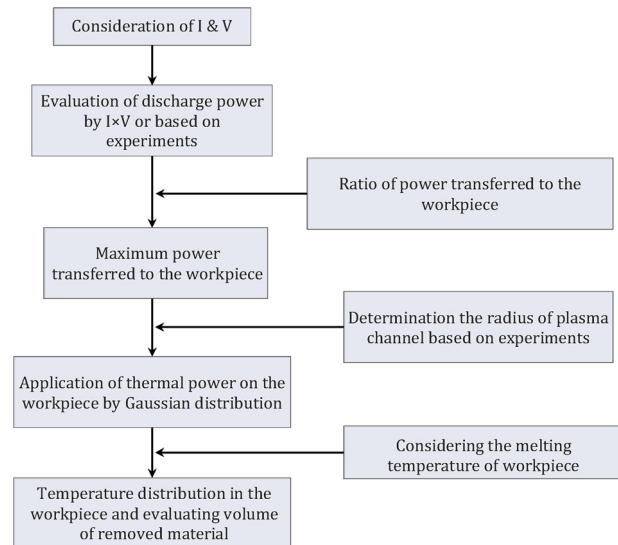 Consideration of I & V
Evaluation of discharge power
by I×V or based on
experiments
Ratio of power transferred to the
workpiece
Maximum power
transferred to the workpiece
Determination the radius of plasma
channel based on experiments
Application of thermal power on the
workpiece by Gaussian distribution
Considering the melting
temperature of workpiece
Temperature distribution in the
workpiece and evaluating volume
of removed material